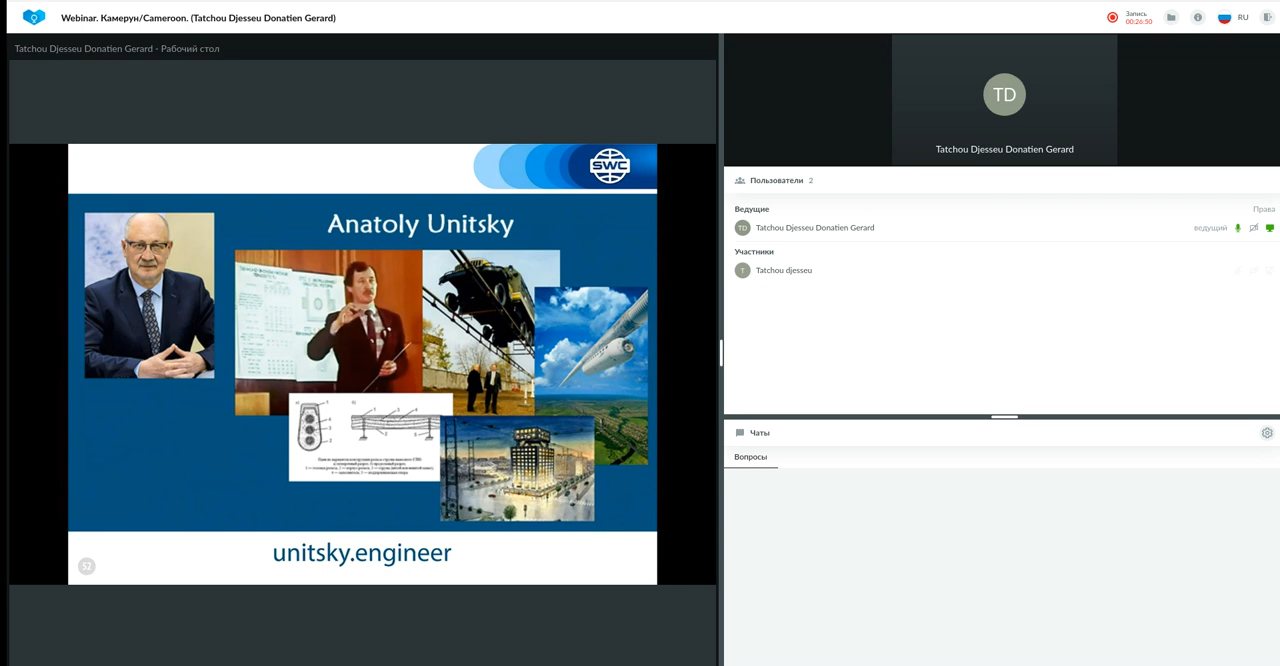 Webinar. Камерун/Cameroon. (Tatchou Djesseu Donatien Gerard)
Запись
00:26:50
RU
Tatchou Djesseu Donatien Gerard - Рабочий стол
SWC
Anatoly Unitsky
unitsky.engineer
52
TD
Tatchou Djesseu Donatien Gerard
Пользователи 2
Ведущие Права
TD Tatchou Djesseu Donatien Gerard ведущий
Участники
T Tatchou djesseu
Чаты
Вопросы